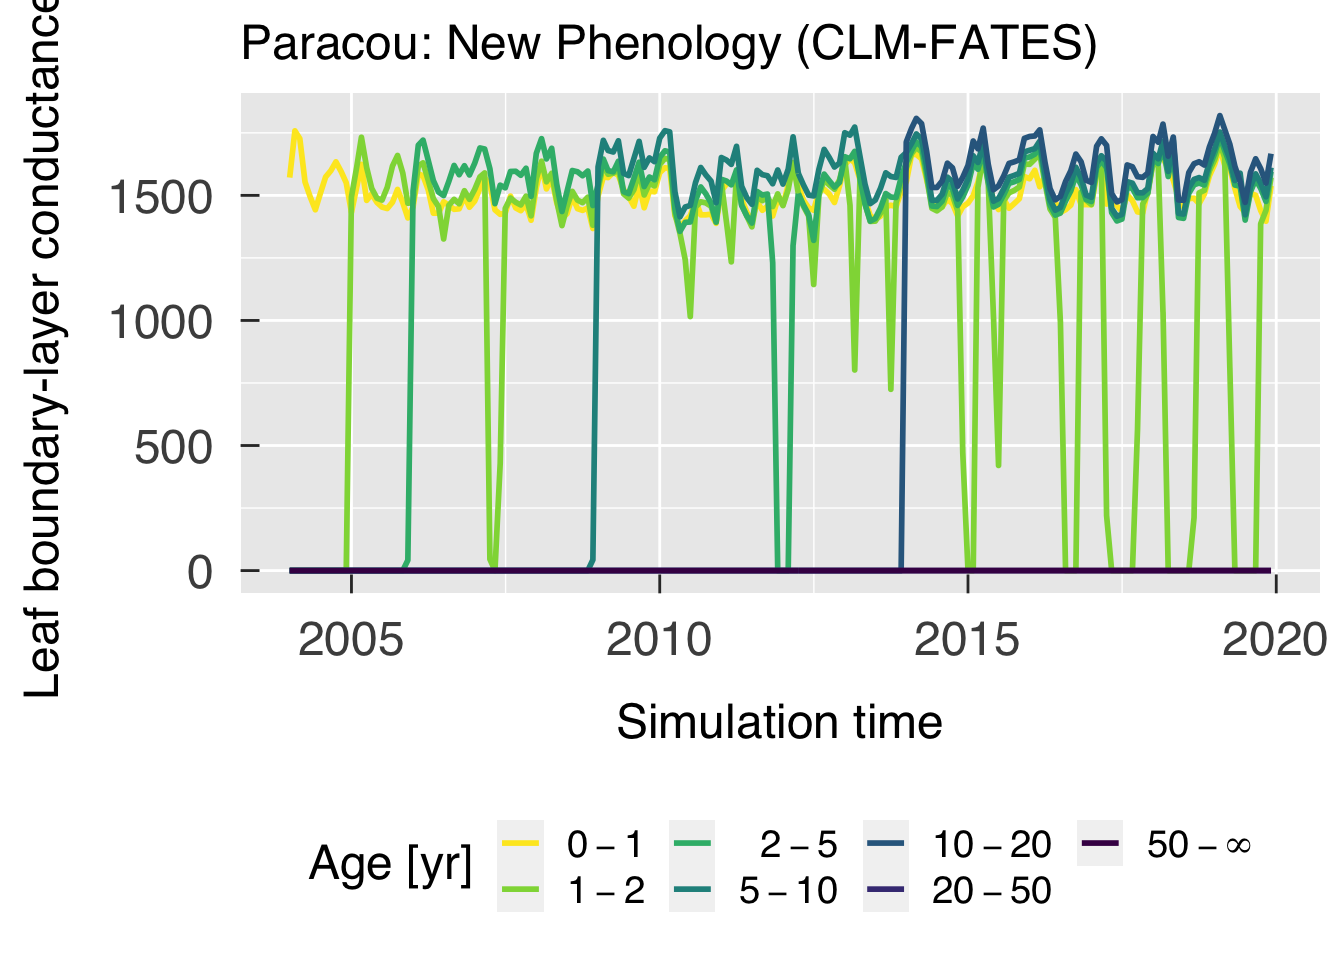 Paracou: New Phenology (CLM-FATES)
Leaf boundary-layer conductance
1500
1000
500
0
2005 2010 2015 2020
Simulation time
Age [yr]
0 – 1 2 – 5 10 – 20 50 – ∞
1 – 2 5 – 10 20 – 50